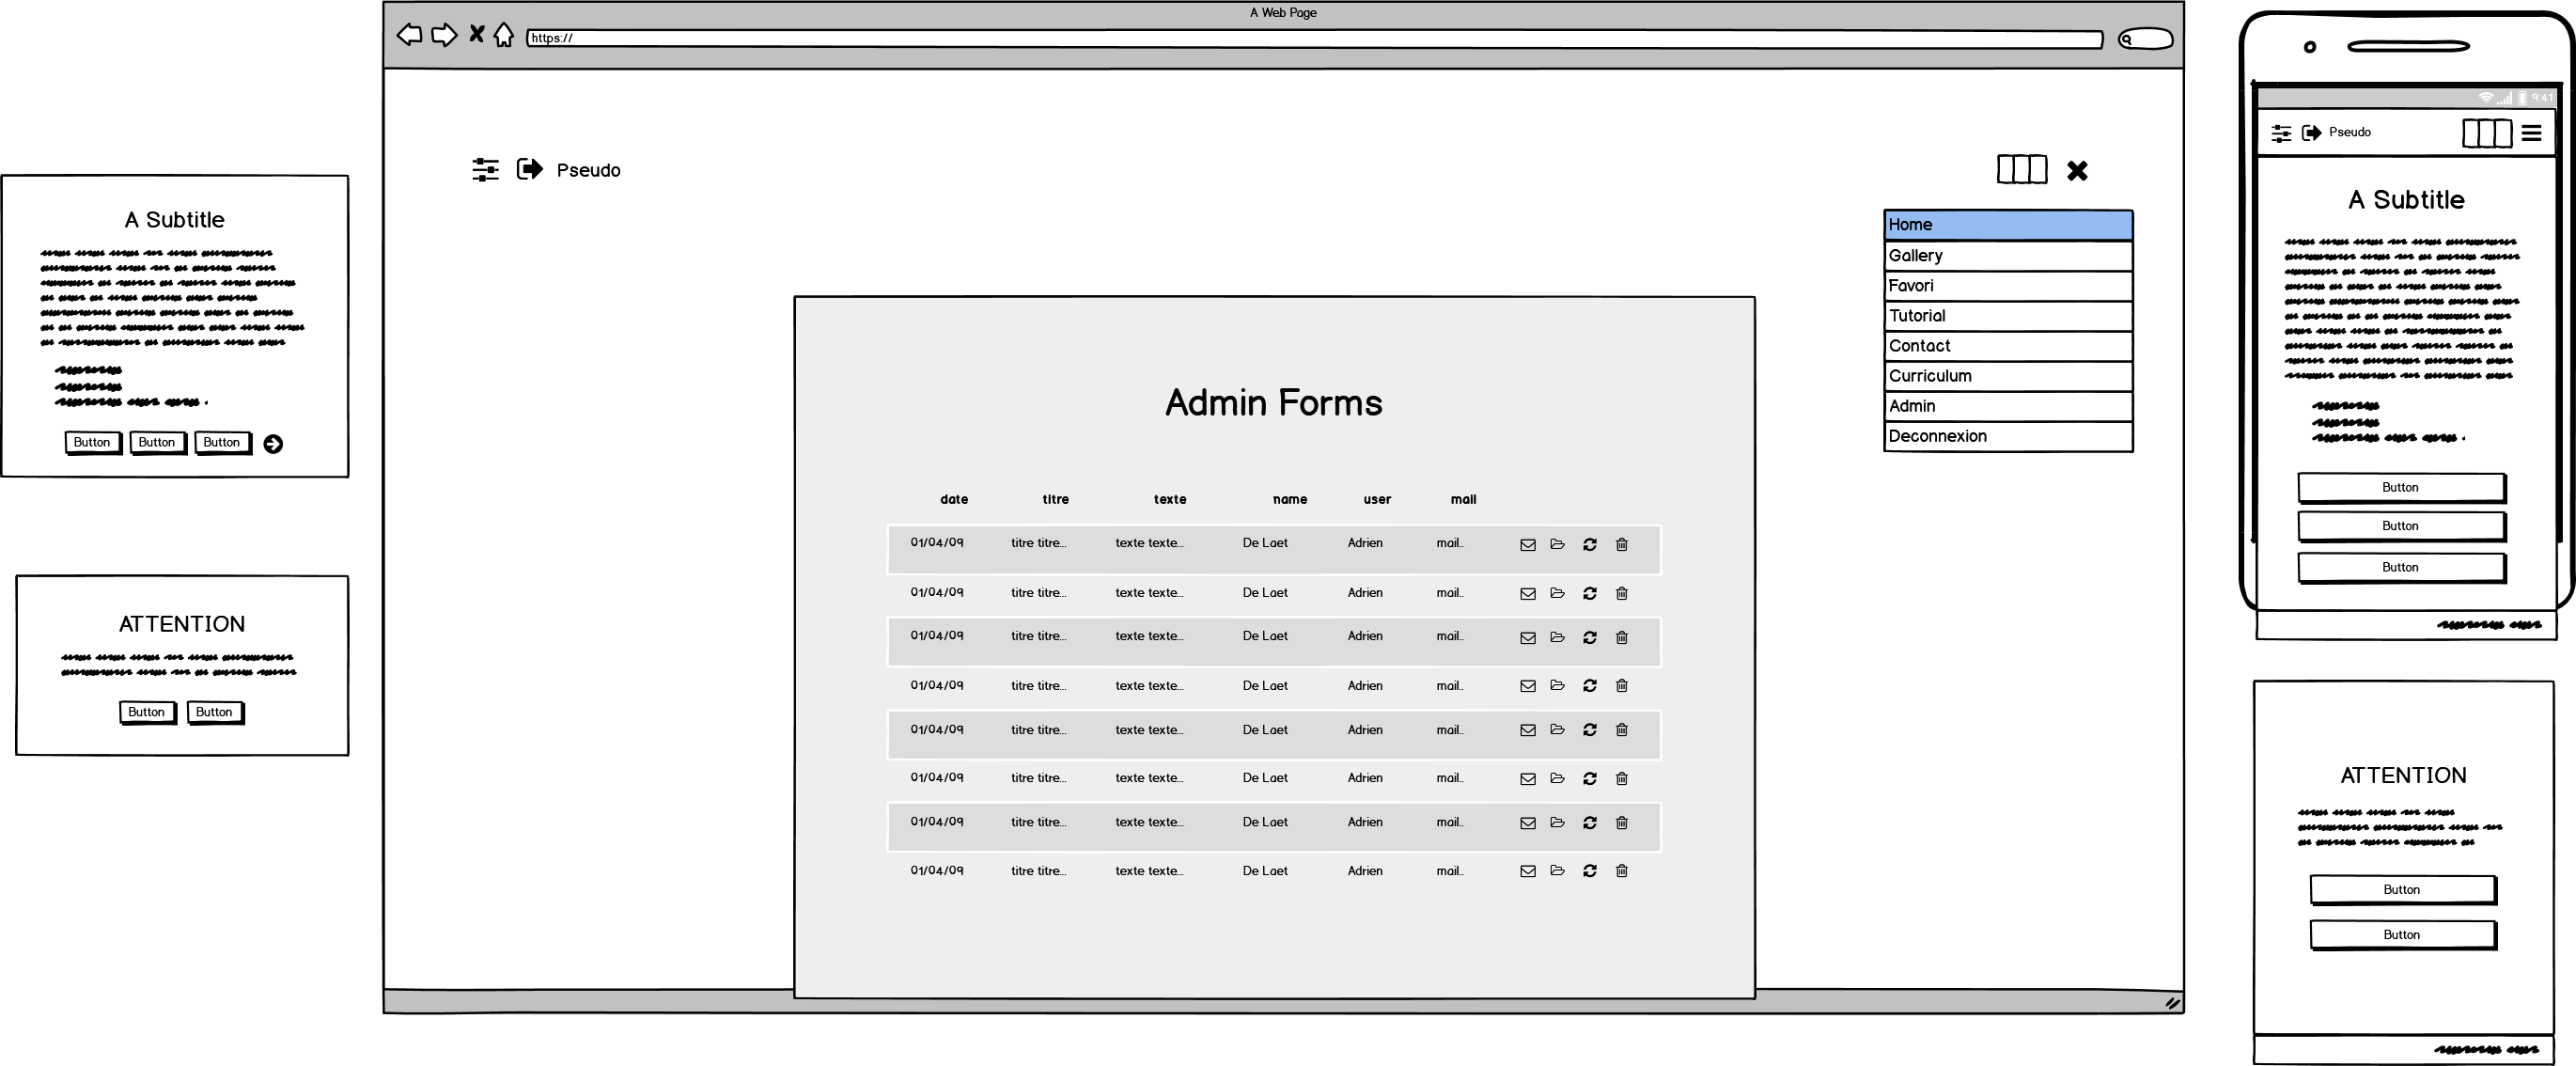 A Web Page
https://
Pseudo
Home
Gallery
Favori
Tutorial
Contact
Curriculum
Admin
Deconnexion
Admin Forms
date titre texte name user mail
01/04/09 titre titre... texte texte... De Laet Adrien mail..
01/04/09 titre titre... texte texte... De Laet Adrien mail..
01/04/09 titre titre... texte texte... De Laet Adrien mail..
01/04/09 titre titre... texte texte... De Laet Adrien mail..
01/04/09 titre titre... texte texte... De Laet Adrien mail..
01/04/09 titre titre... texte texte... De Laet Adrien mail..
01/04/09 titre titre... texte texte... De Laet Adrien mail..
01/04/09 titre titre... texte texte... De Laet Adrien mail..
A Subtitle
Button Button Button
ATTENTION
Button Button
9:41
Pseudo
A Subtitle
Button
Button
Button
ATTENTION
Button
Button